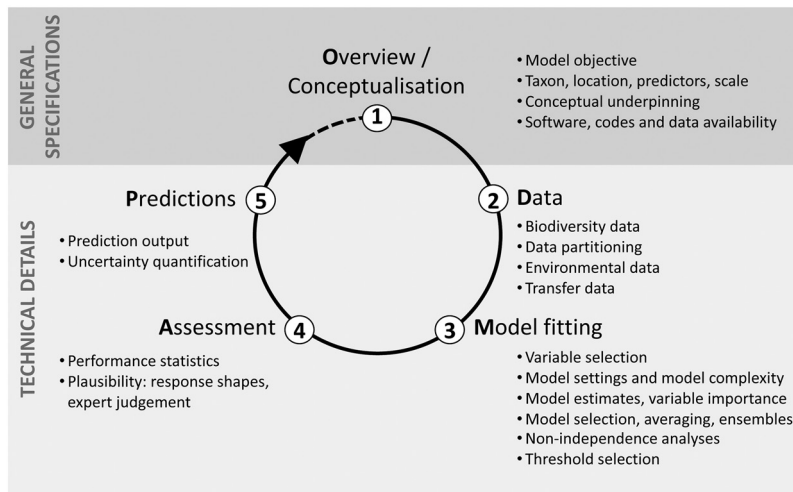 GENERAL
SPECIFICATIONS
Overview /
Conceptualisation
1
• Model objective
• Taxon, location, predictors, scale
• Conceptual underpinning
• Software, codes and data availability
TECHNICAL DETAILS
2
Data
• Biodiversity data
• Data partitioning
• Environmental data
• Transfer data
3
Model fitting
• Variable selection
• Model settings and model complexity
• Model estimates, variable importance
• Model selection, averaging, ensembles
• Non-independence analyses
• Threshold selection
Assessment
4
• Performance statistics
• Plausibility: response shapes,
expert judgement
Predictions
5
• Prediction output
• Uncertainty quantification